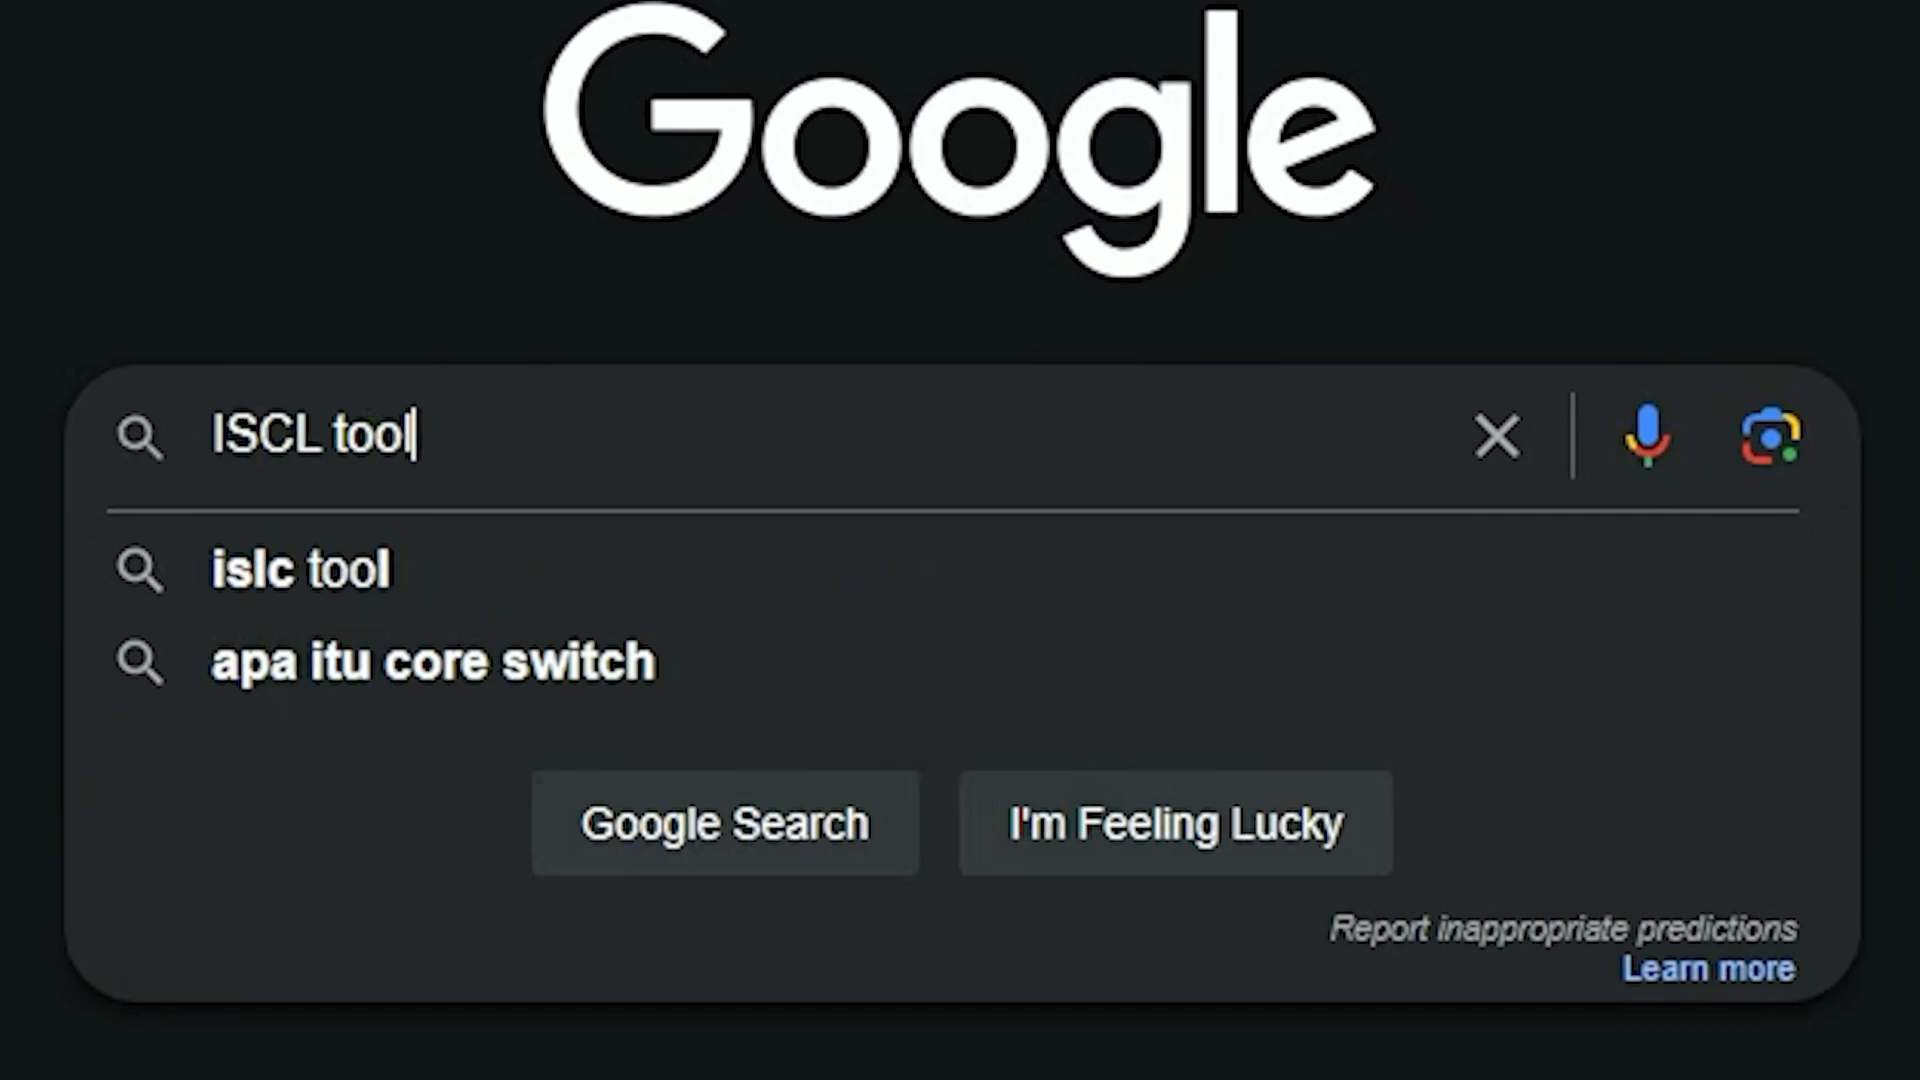 Google
ISCL tool
islc tool
apa itu core switch
Google Search
I'm Feeling Lucky
Report inappropriate predictions
Learn more